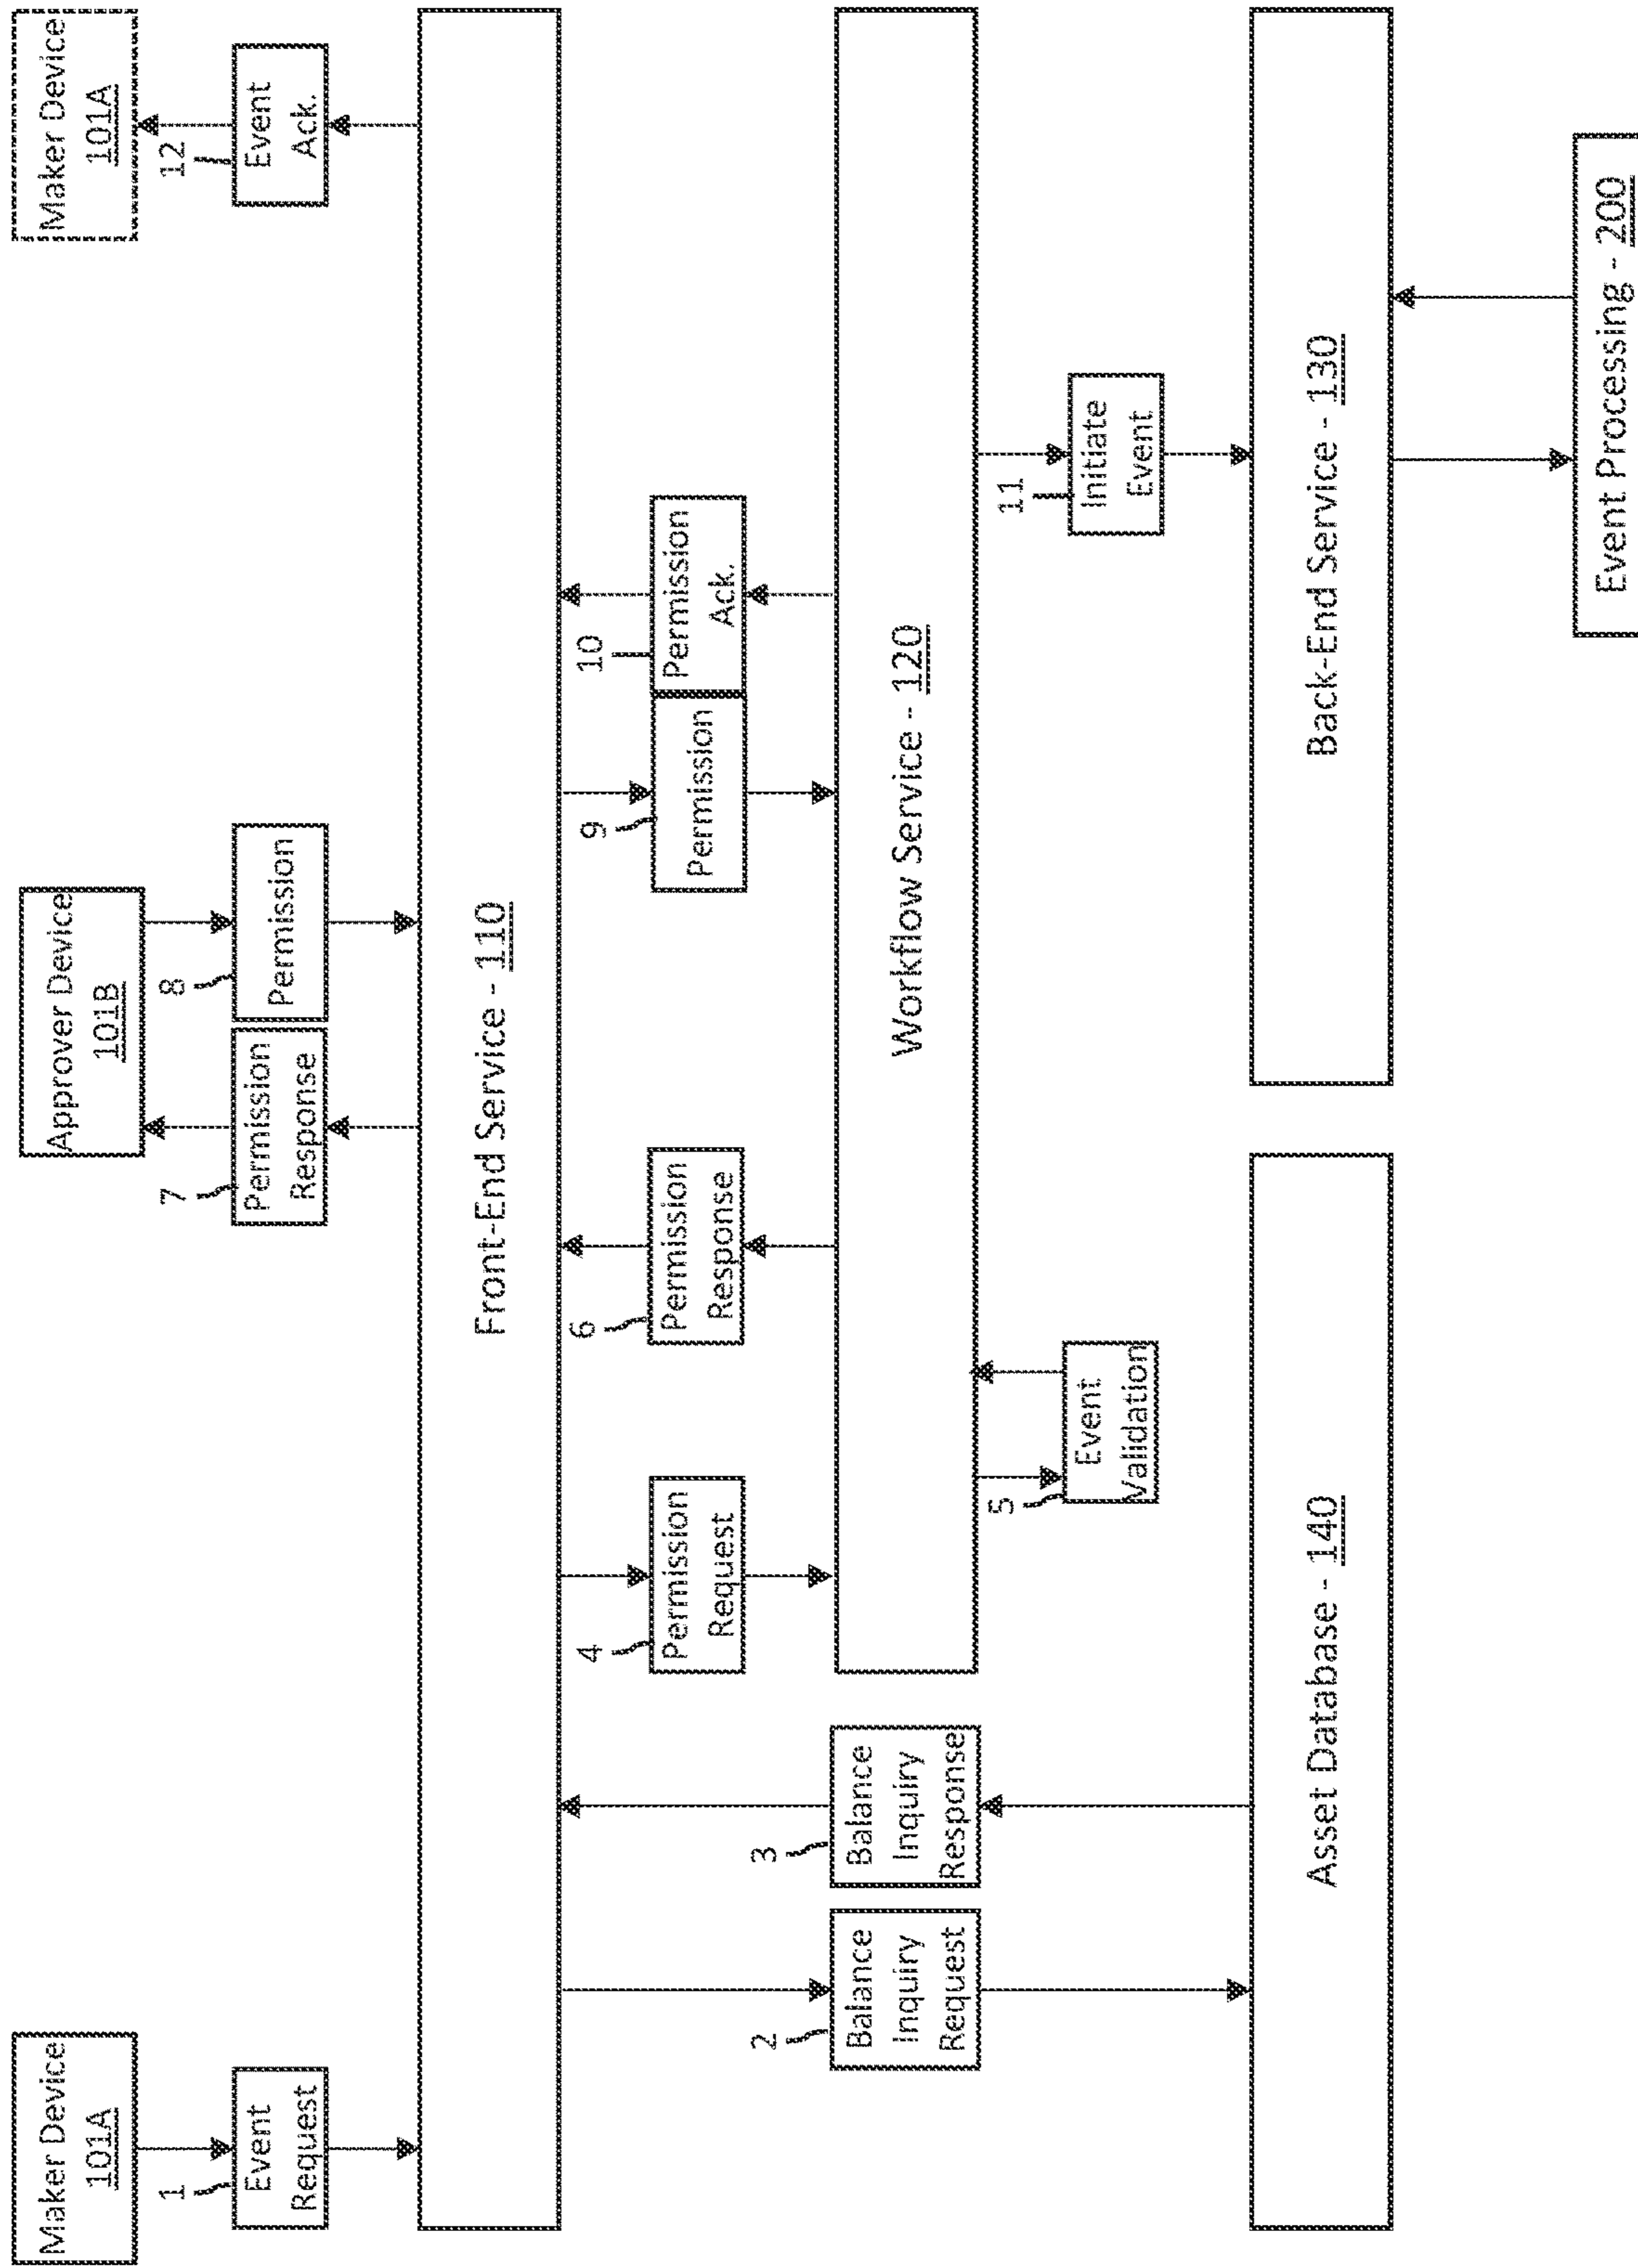 Maker Device
101A
1
Event
Request
2
Balance
Inquiry
Request
3
Balance
Inquiry
Response
4
Permission
Request
5
Event
Validation
6
Permission
Response
7
Permission
Response
Approver Device
101B
8
Permission
9
Permission
10
Permission
Ack.
11
Initiate
Event
12
Event
Ack.
Maker Device
101A
Front-End Service - 110
Workflow Service - 120
Asset Database - 140
Back-End Service - 130
Event Processing - 200